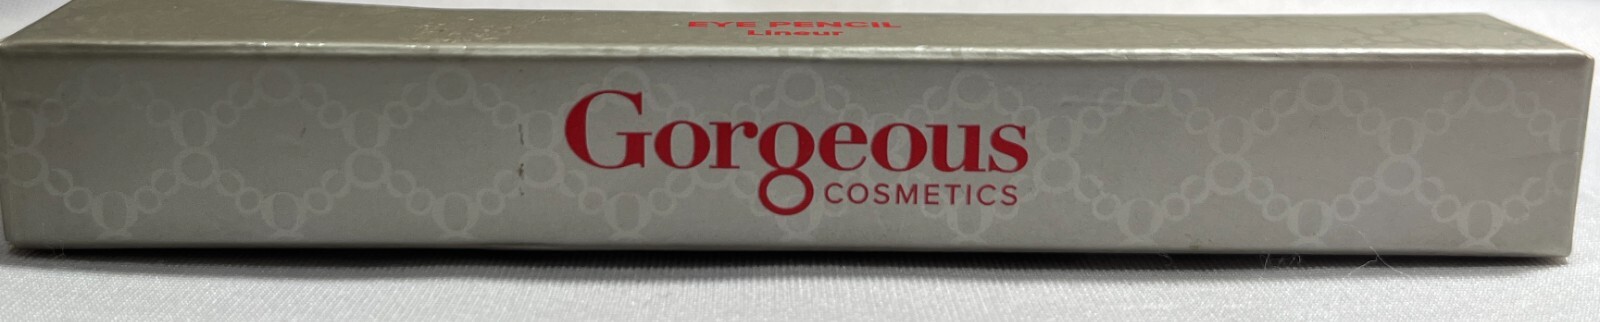 EYE PENCIL
Lineur
Gorgeous
COSMETICS